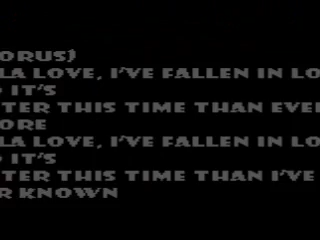 ORUS)
LA LOVE, I'VE FALLEN IN LO
IT'S
TER THIS TIME THAN EVE
ORE
LA LOVE, I'VE FALLEN IN LO
IT'S
TER THIS TIME THAN I'VE
R KNOWN